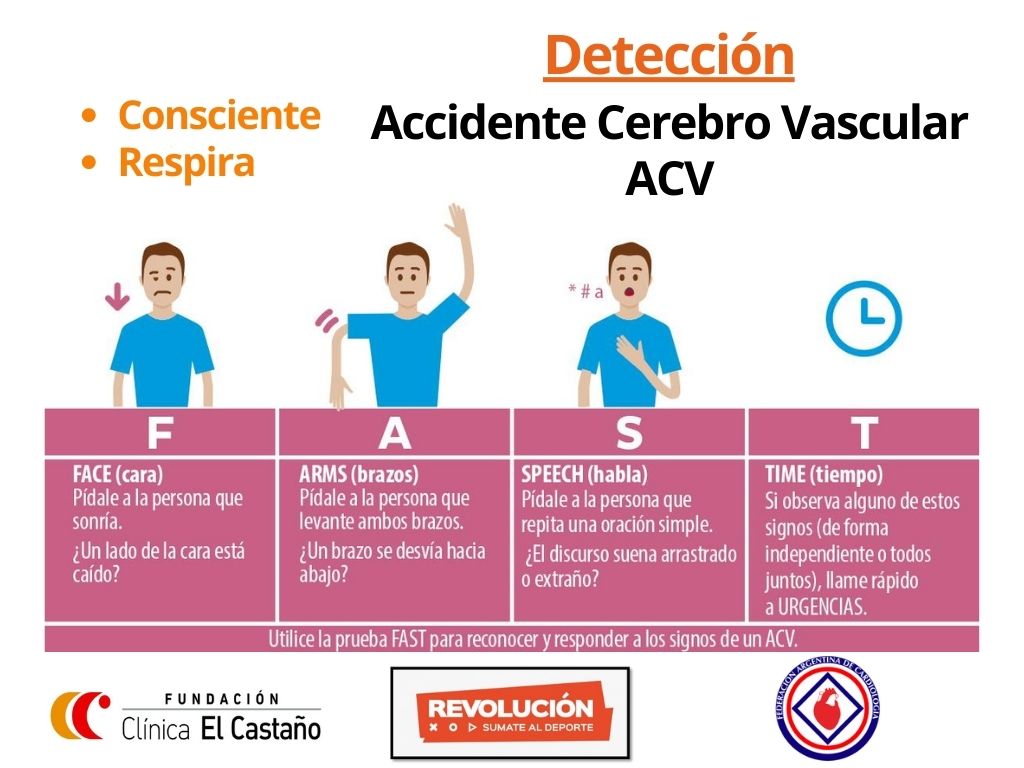 Detección
Accidente Cerebro Vascular
ACV
• Consciente
• Respira
* # a
F
FACE (cara)
Pídale a la persona que
sonría.
¿Un lado de la cara está
caído?
A
ARMS (brazos)
Pídale a la persona que
levante ambos brazos.
¿Un brazo se desvía hacia
abajo?
S
SPEECH (habla)
Pídale a la persona que
repita una oración simple.
¿El discurso suena arrastrado
o extraño?
T
TIME (tiempo)
Si observa alguno de estos
signos (de forma
independiente o todos
juntos), llame rápido
a URGENCIAS.
Utilice la prueba FAST para reconocer y responder a los signos de un ACV.
FUNDACIÓN
Clínica El Castaño
REVOLUCIÓN
SUMATE AL DEPORTE
FEDERACION ARGENTINA DE CARDIOLOGIA